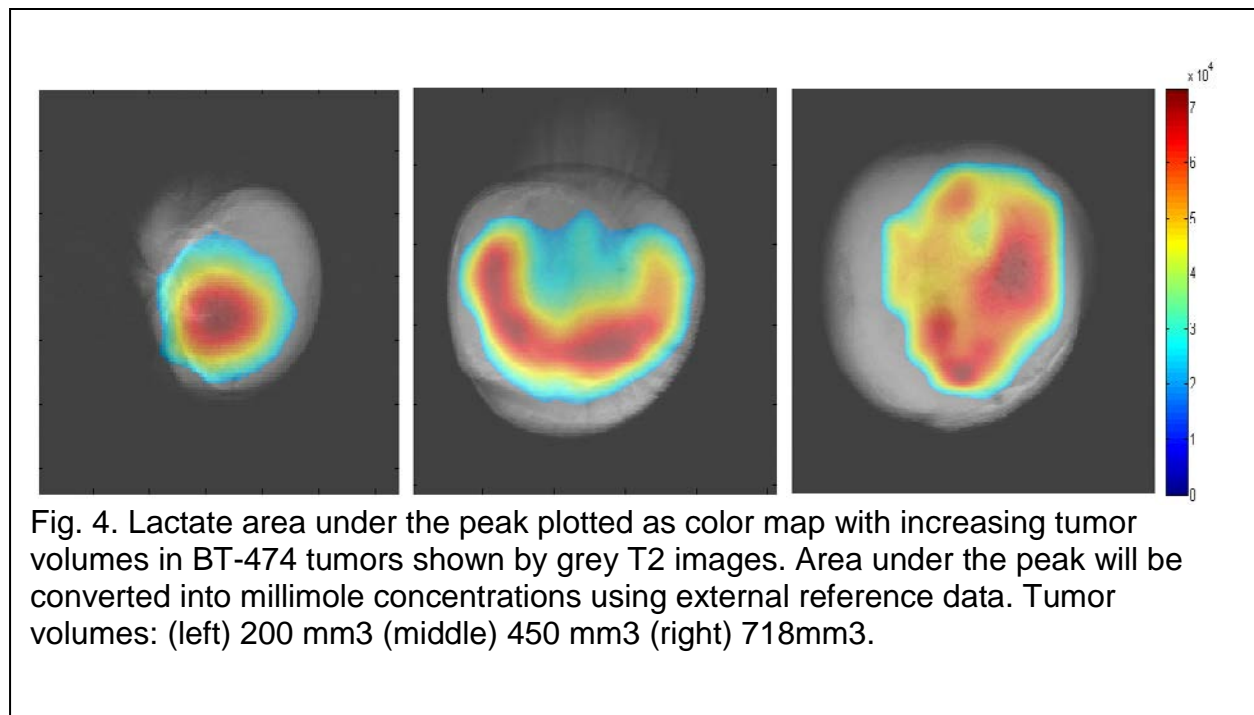 x 10^4
7
6
5
4
3
2
1
0
Fig. 4. Lactate area under the peak plotted as color map with increasing tumor
volumes in BT-474 tumors shown by grey T2 images. Area under the peak will be
converted into millimole concentrations using external reference data. Tumor
volumes: (left) 200 mm3 (middle) 450 mm3 (right) 718mm3.